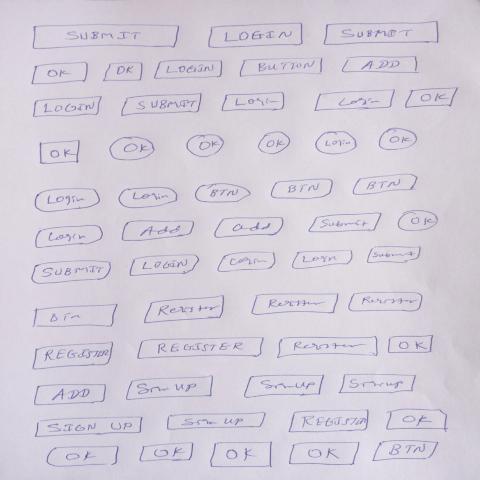 SUBMIT LOGIN SUBMIT
OK OK LOGIN BUTTON ADD
LOGIN SUBMIT Login Login OK
OK OK OK OK Login OK
Login Login BTN BTN BTN
Login Add add Submit OK
SUBMIT LOGIN Login Login Submit
Btn Register Register Register
REGISTER REGISTER Register OK
ADD Sign UP Sign Up Sign up
SIGN UP Sign up REGISTER OK
OK OK OK OK BTN